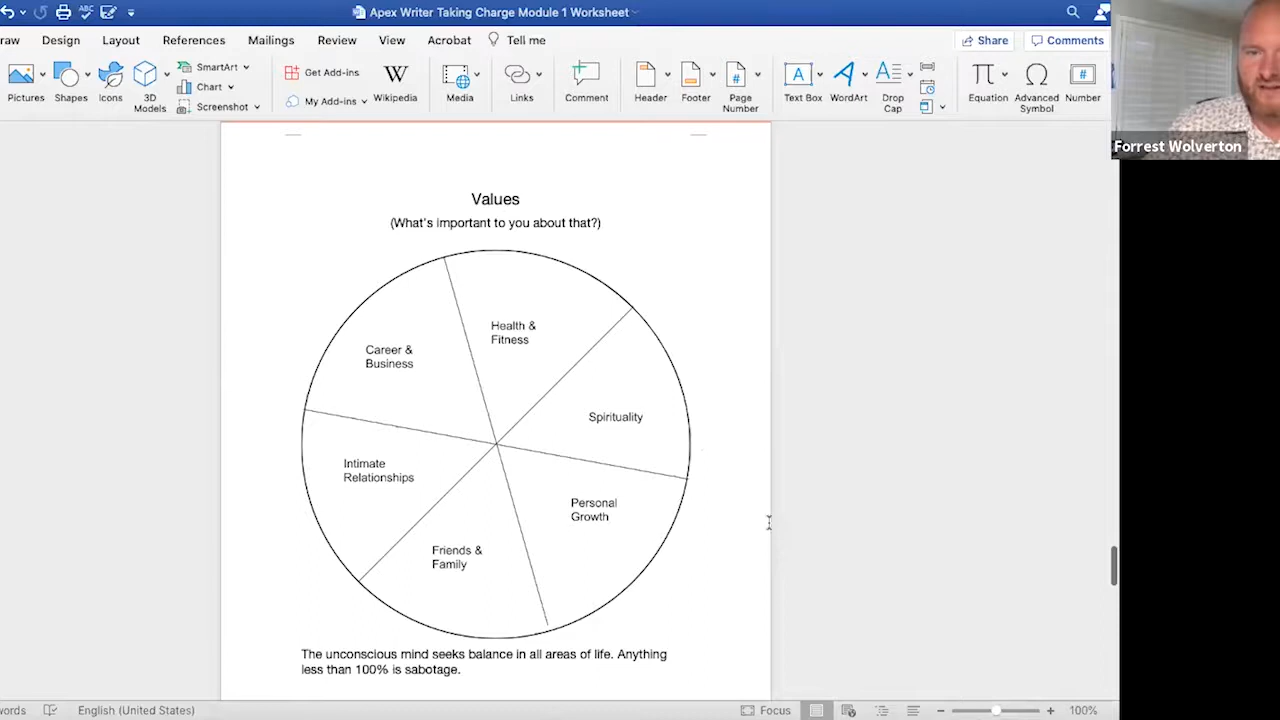 Apex Writer Taking Charge Module 1 Worksheet
raw Design Layout References Mailings Review View Acrobat Tell me Share Comments
Pictures Shapes Icons 3D Models SmartArt Chart Screenshot Get Add-ins My Add-ins Wikipedia Media Links Comment Header Footer Page Number Text Box WordArt Drop Cap Equation Advanced Symbol Number
Forrest Wolverton
Values
(What's important to you about that?)
Health &
Fitness
Career &
Business
Spirituality
Intimate
Relationships
Personal
Growth
Friends &
Family
The unconscious mind seeks balance in all areas of life. Anything
less than 100% is sabotage.
words English (United States) Focus 100%